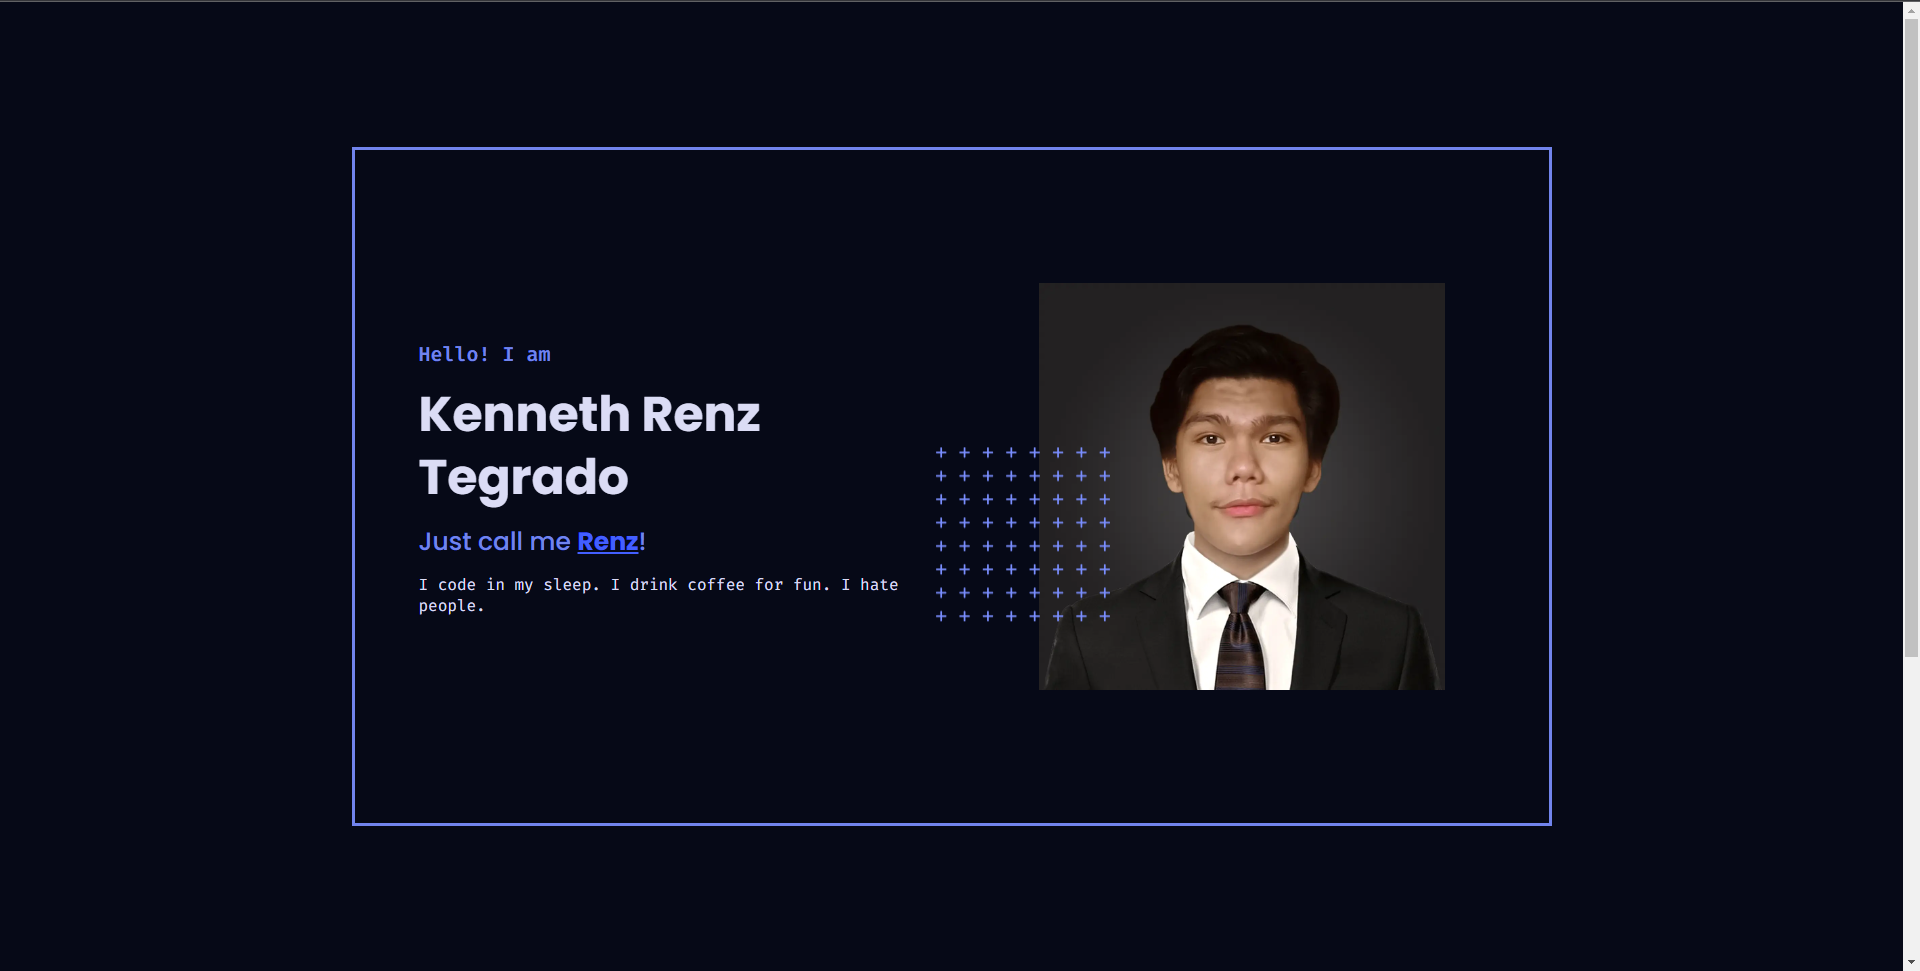 Hello! I am
Kenneth Renz
Tegrado
Just call me Renz!
I code in my sleep. I drink coffee for fun. I hate
people.